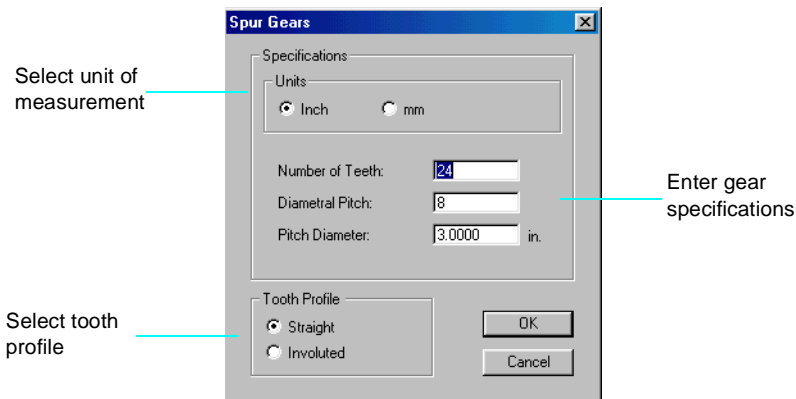 Spur Gears
Specifications
Select unit of
measurement
Units
Inch
mm
Number of Teeth:
24
Diametral Pitch:
8
Pitch Diameter:
3.0000
in.
Enter gear
specifications
Select tooth
profile
Tooth Profile
Straight
Involuted
OK
Cancel